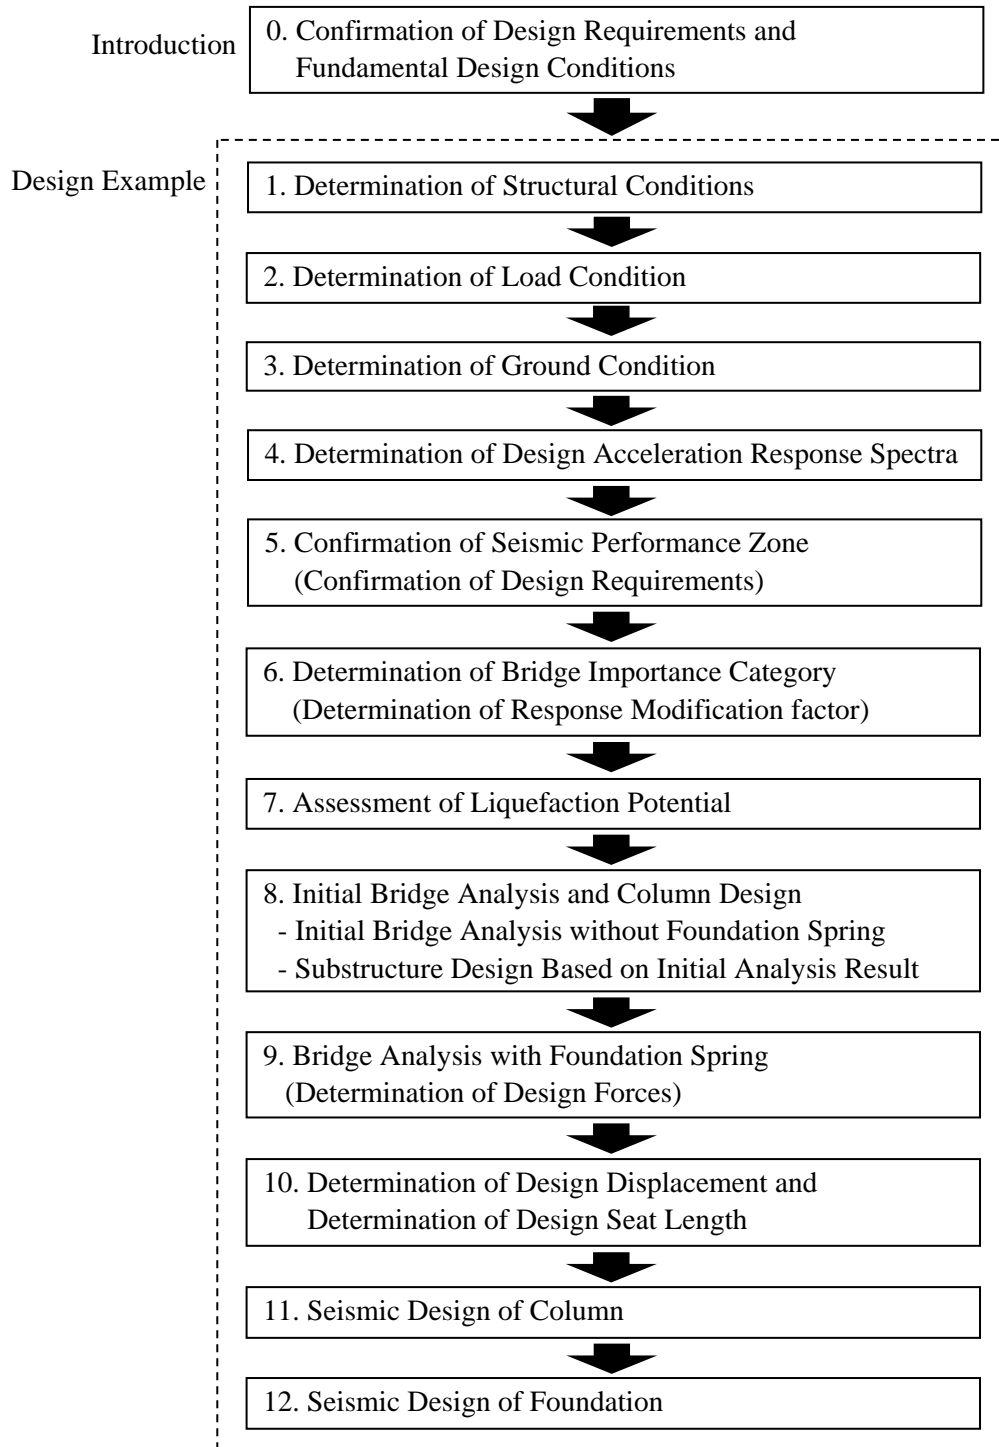 Introduction
0. Confirmation of Design Requirements and
Fundamental Design Conditions
Design Example
1. Determination of Structural Conditions
2. Determination of Load Condition
3. Determination of Ground Condition
4. Determination of Design Acceleration Response Spectra
5. Confirmation of Seismic Performance Zone
(Confirmation of Design Requirements)
6. Determination of Bridge Importance Category
(Determination of Response Modification factor)
7. Assessment of Liquefaction Potential
8. Initial Bridge Analysis and Column Design
- Initial Bridge Analysis without Foundation Spring
- Substructure Design Based on Initial Analysis Result
9. Bridge Analysis with Foundation Spring
(Determination of Design Forces)
10. Determination of Design Displacement and
Determination of Design Seat Length
11. Seismic Design of Column
12. Seismic Design of Foundation